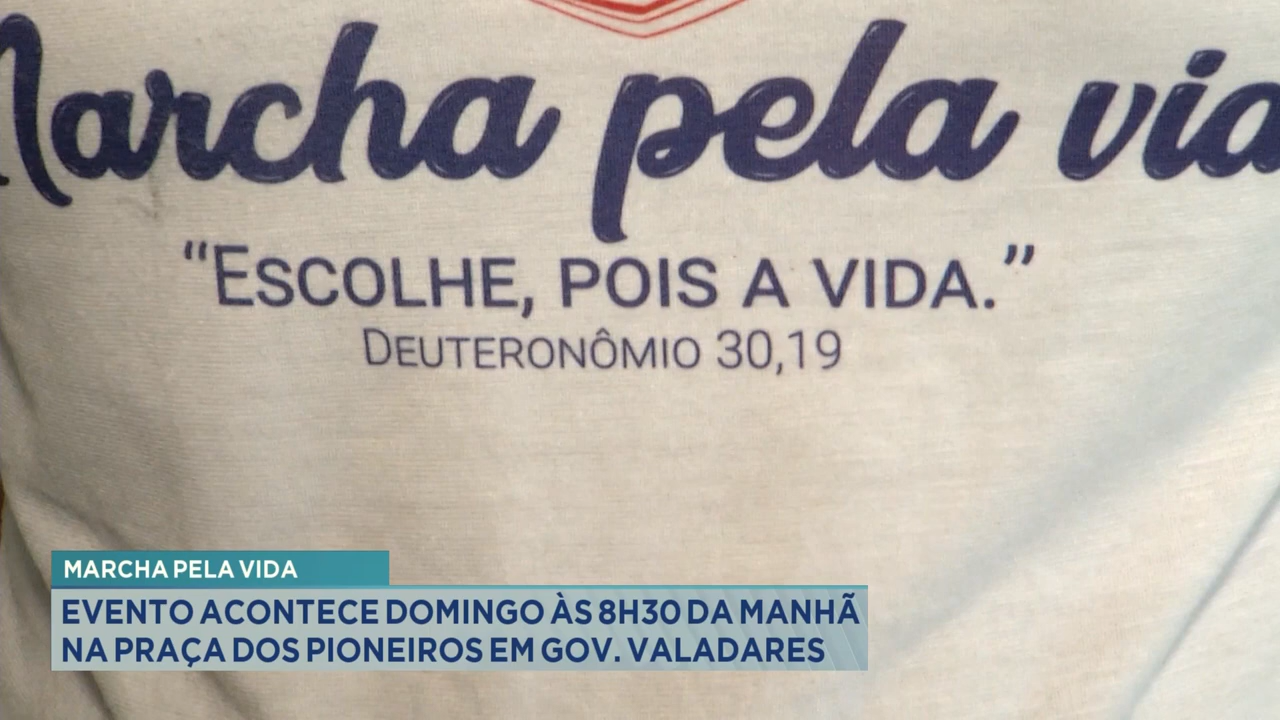 Marcha pela via
“ESCOLHE, POIS A VIDA.”
DEUTERONÔMIO 30,19
MARCHA PELA VIDA
EVENTO ACONTECE DOMINGO ÀS 8H30 DA MANHÃ
NA PRAÇA DOS PIONEIROS EM GOV. VALADARES